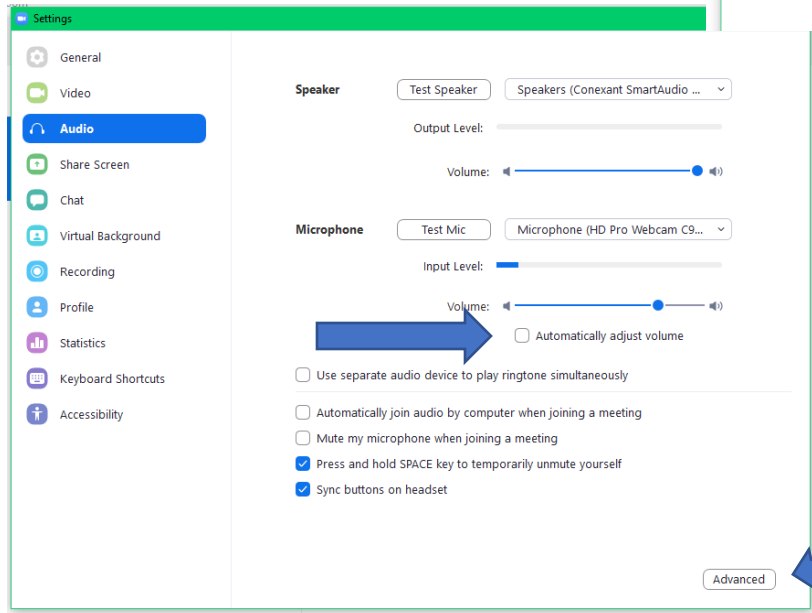 Settings
General
Video
Audio
Share Screen
Chat
Virtual Background
Recording
Profile
Statistics
Keyboard Shortcuts
Accessibility
Speaker
Test Speaker
Speakers (Conexant SmartAudio ...
Output Level:
Volume:
Microphone
Test Mic
Microphone (HD Pro Webcam C9...
Input Level:
Volume:
Automatically adjust volume
Use separate audio device to play ringtone simultaneously
Automatically join audio by computer when joining a meeting
Mute my microphone when joining a meeting
Press and hold SPACE key to temporarily unmute yourself
Sync buttons on headset
Advanced